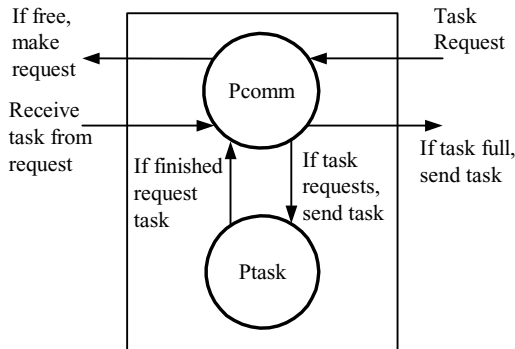 If free,
make
request
Task
Request
Pcomm
Receive
task from
request
If task full,
send task
If finished
request
task
If task
requests,
send task
Ptask